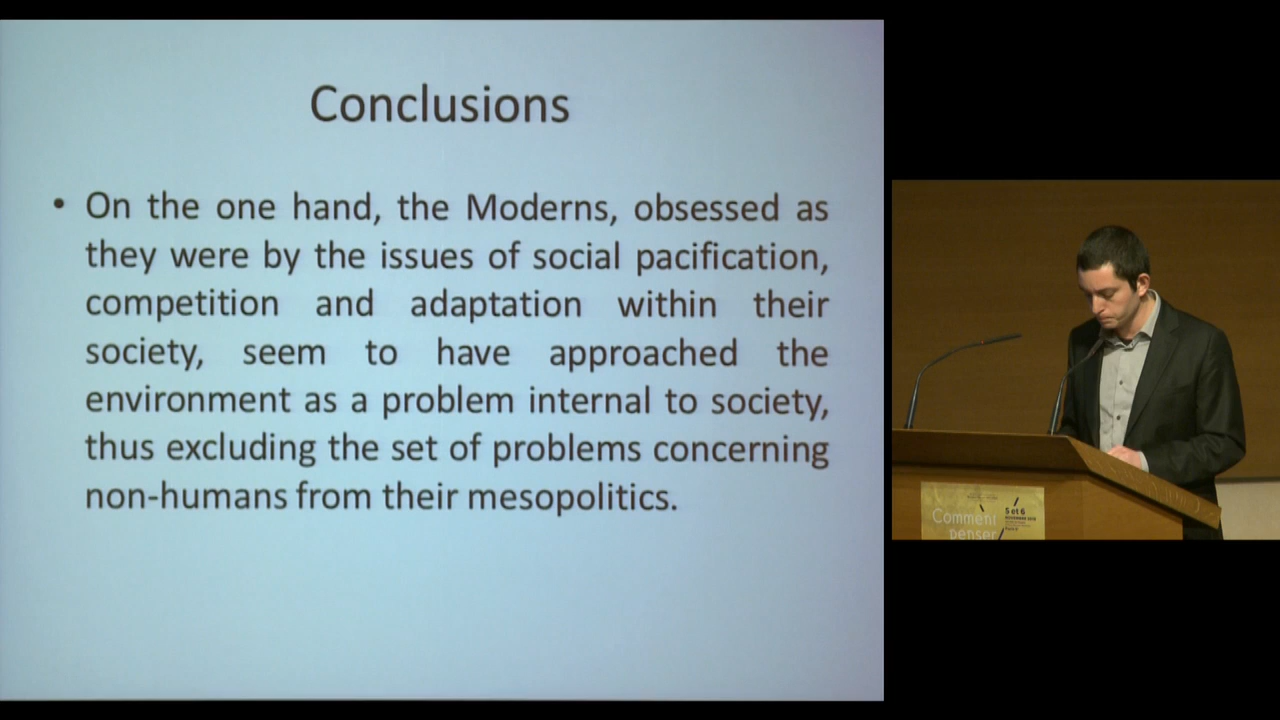 Conclusions
• On the one hand, the Moderns, obsessed as
they were by the issues of social pacification,
competition and adaptation within their
society, seem to have approached the
environment as a problem internal to society,
thus excluding the set of problems concerning
non-humans from their mesopolitics.
Comment
penser
5 et 6